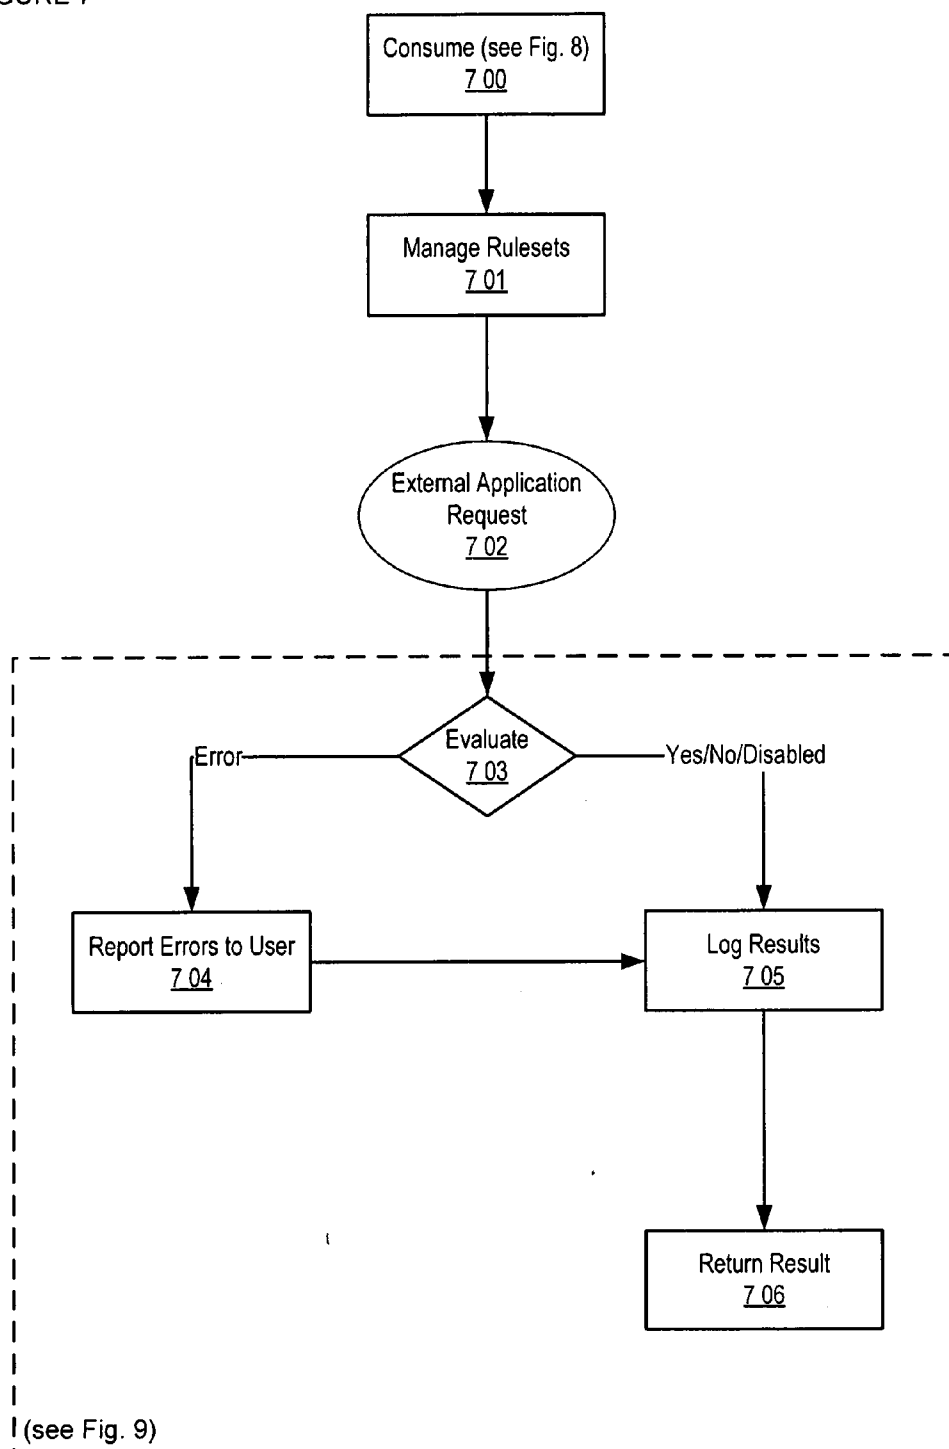 Consume (see Fig. 8)
7 00
Manage Rulesets
7 01
External Application
Request
7 02
Evaluate
7 03
Error
Yes/No/Disabled
Report Errors to User
7 04
Log Results
7 05
Return Result
7 06
(see Fig. 9)